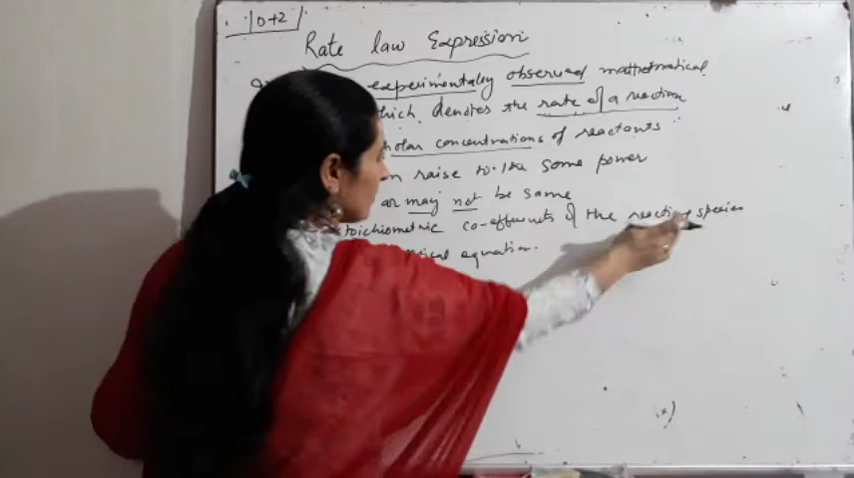 10+2
Rate law Expression
experimentally observed mathematical
which denotes the rate of a reaction
Molar concentrations of reactants
raise to the some power
or may not be same
stoichiometric co-efficients of the reacting species
equation.